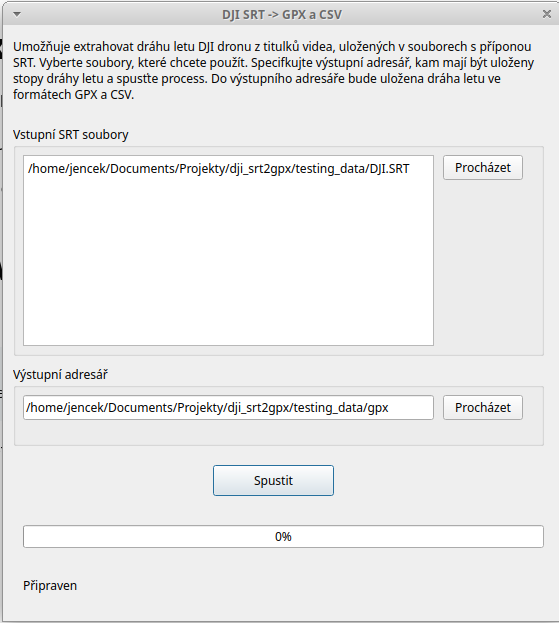 DJI SRT -> GPX a CSV
Umožňuje extrahovat dráhu letu DJI dronu z titulků videa, uložených v souborech s příponou
SRT. Vyberte soubory, které chcete použít. Specifkujte výstupní adresář, kam mají být uloženy
stopy dráhy letu a spusťte process. Do výstupního adresáře bude uložena dráha letu ve
formátech GPX a CSV.
Vstupní SRT soubory
/home/jencek/Documents/Projekty/dji_srt2gpx/testing_data/DJI.SRT
Procházet
Výstupní adresář
/home/jencek/Documents/Projekty/dji_srt2gpx/testing_data/gpx
Procházet
Spustit
0%
Připraven